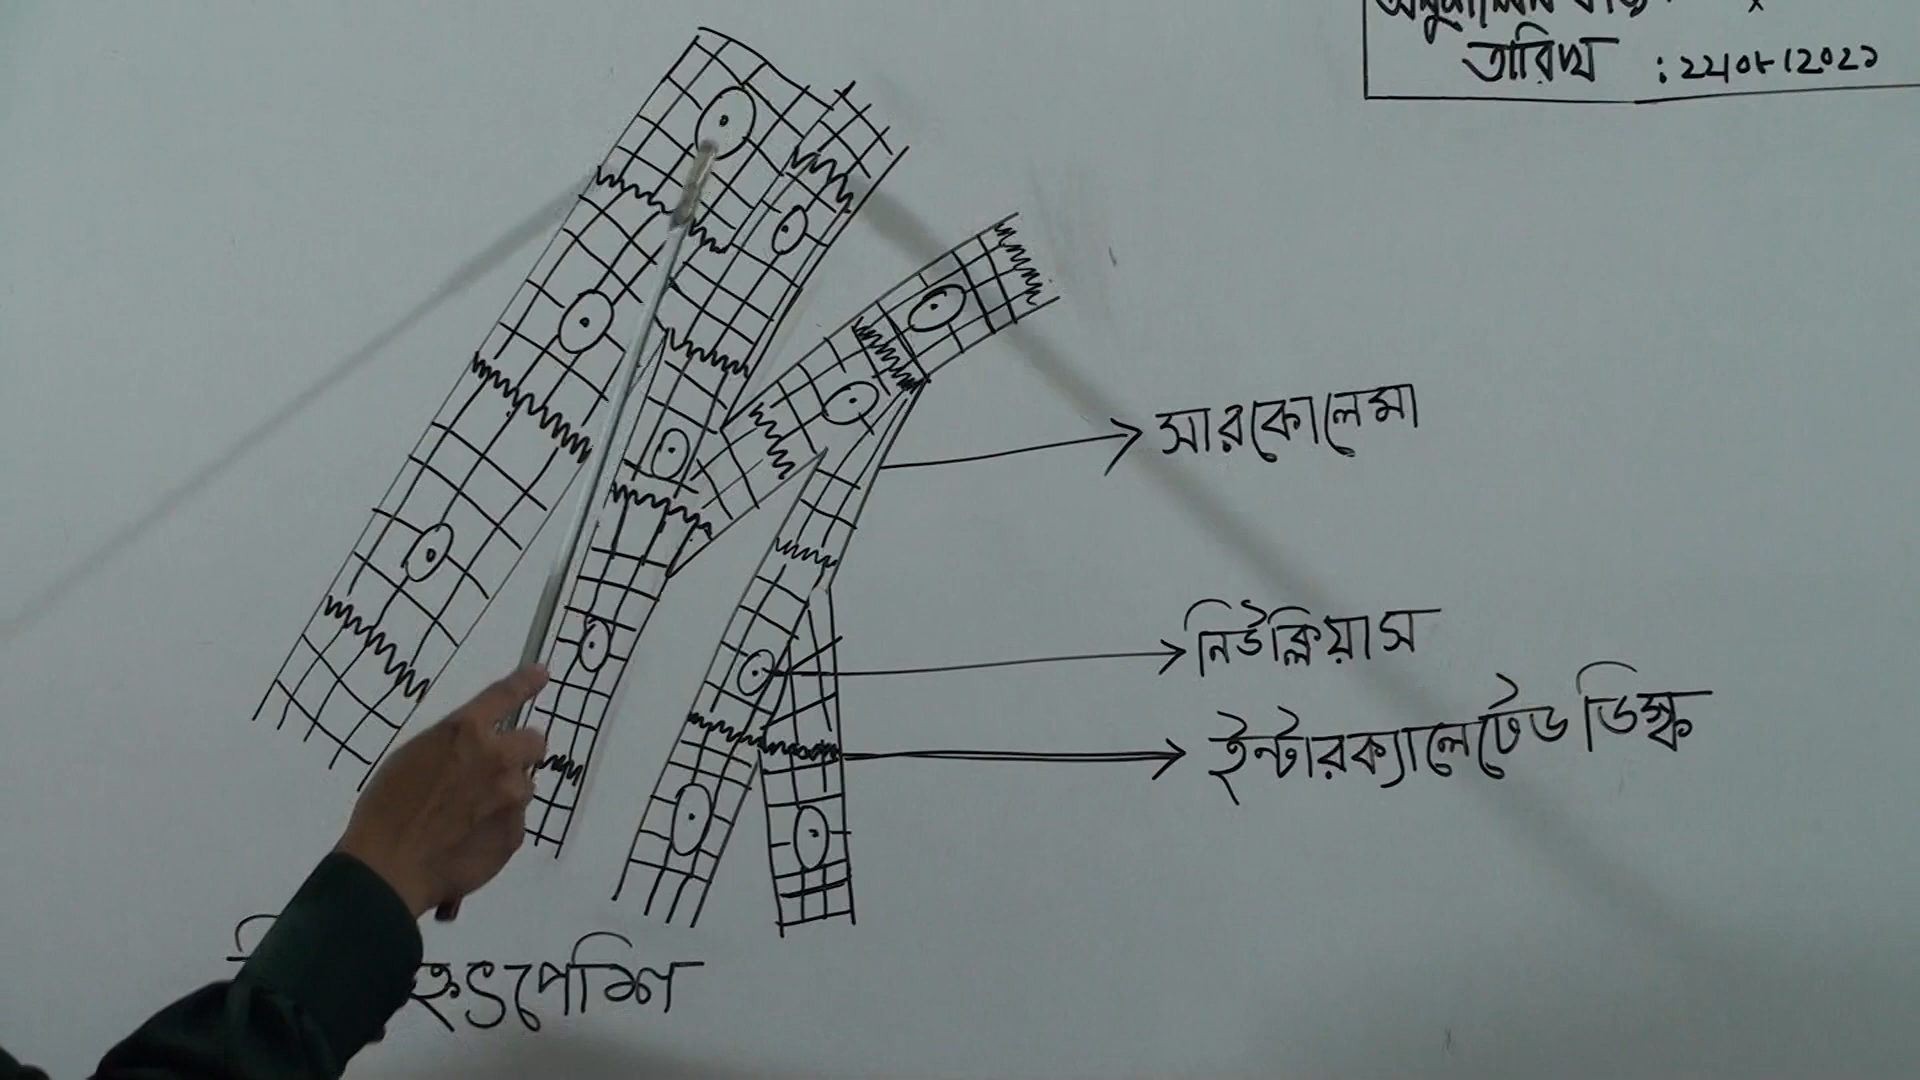 তারিখ : ২২/০৮/২০২১
সারকোলেমা
নিউক্লিয়াস
ইন্টারক্যালেটেড ডিস্ক
হৃৎপেশি